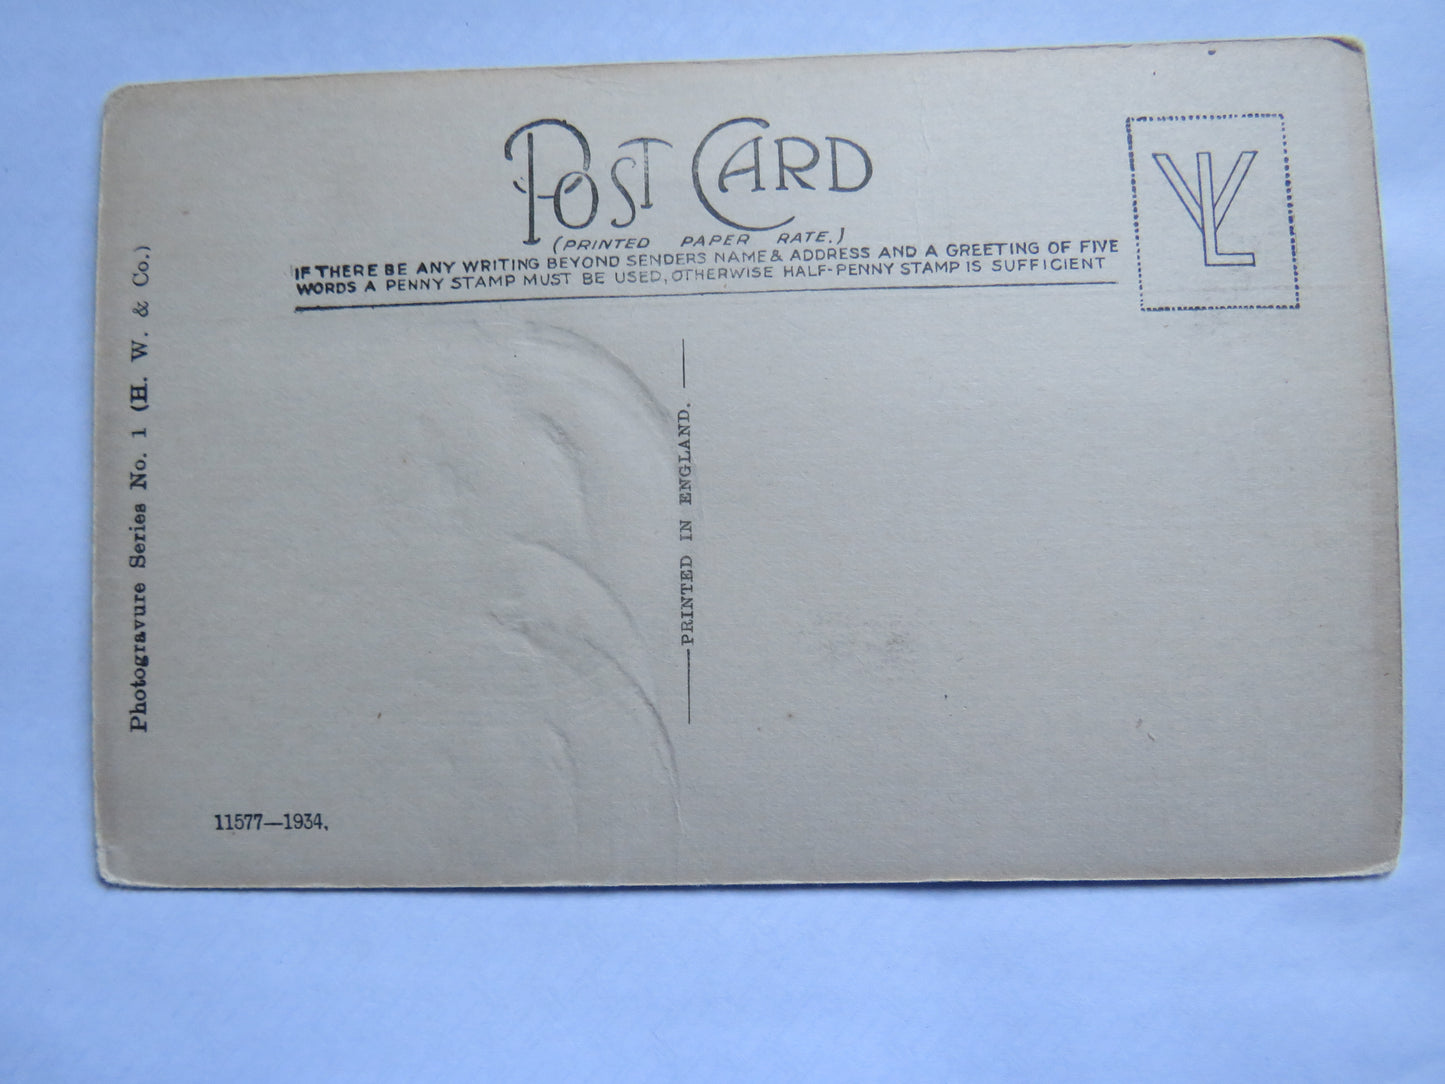 POST CARD
(PRINTED PAPER RATE.)
IF THERE BE ANY WRITING BEYOND SENDERS NAME & ADDRESS AND A GREETING OF FIVE
WORDS A PENNY STAMP MUST BE USED, OTHERWISE HALF-PENNY STAMP IS SUFFICIENT
Photogravure Series No. 1 (H. W. & Co.)
PRINTED IN ENGLAND.
11577—1934,